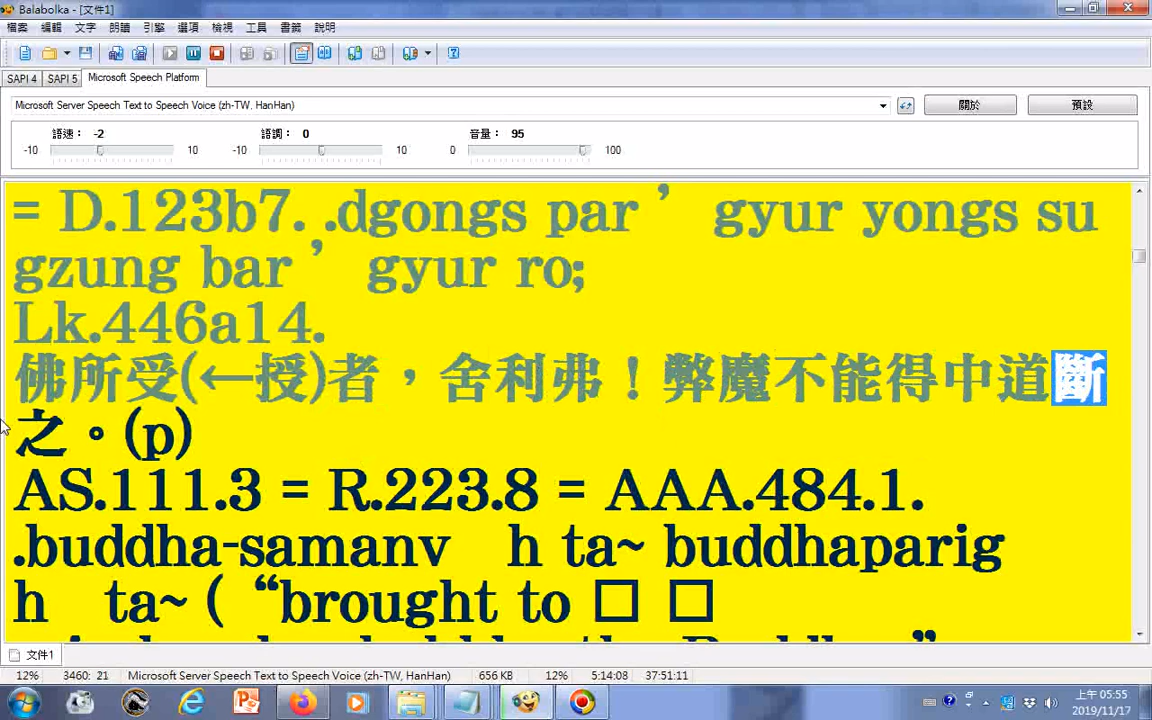 Balabolka - [文件1]
檔案 編輯 文字 朗讀 引擎 選項 檢視 工具 書籤 說明
SAPI 4 SAPI 5 Microsoft Speech Platform
Microsoft Server Speech Text to Speech Voice (zh-TW, HanHan) 關於 預設
語速： -2 語調： 0 音量： 95
-10 10 -10 10 0 100
= D.123b7. .dgongs par ’ gyur yongs su
gzung bar ’ gyur ro;
Lk.446a14.
佛所受(←授)者，舍利弗！弊魔不能得中道斷
之。(p)
AS.111.3 = R.223.8 = AAA.484.1.
.buddha-samanv h ta~ buddhaparig
h ta~ ( “brought to □ □
文件1
12% 3460: 21 Microsoft Server Speech Text to Speech Voice (zh-TW, HanHan) 656 KB 12% 5:14:08 37:51:11
上午 05:55
2019/11/17